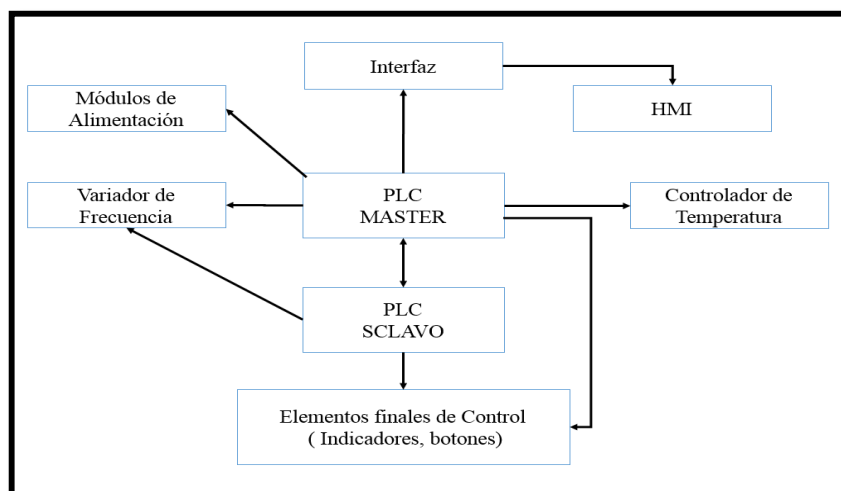 Interfaz
HMI
Módulos de
Alimentación
PLC
MASTER
Variador de
Frecuencia
Controlador de
Temperatura
PLC
SCLAVO
Elementos finales de Control
( Indicadores, botones)